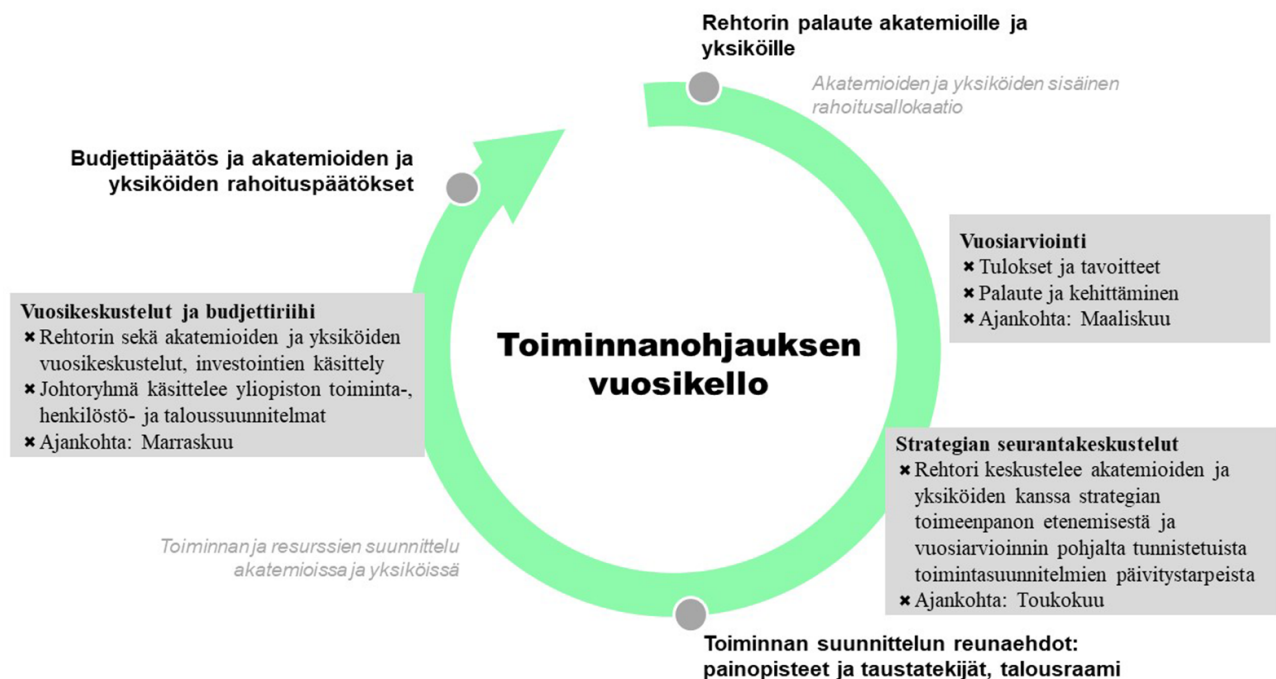 Rehtorin palaute akatemioille ja
yksiköille
Akatemioiden ja yksiköiden sisäinen
rahoitusallokaatio
Budjettipäätös ja akatemioiden ja
yksiköiden rahoituspäätökset
Vuosiarviointi
✖ Tulokset ja tavoitteet
✖ Palaute ja kehittäminen
✖ Ajankohta: Maaliskuu
Vuosikeskustelut ja budjettiriihi
✖ Rehtorin sekä akatemioiden ja yksiköiden
vuosikeskustelut, investointien käsittely
✖ Johtoryhmä käsittelee yliopiston toiminta-,
henkilöstö- ja taloussuunnitelmat
✖ Ajankohta: Marraskuu
Toiminnanohjauksen
vuosikello
Strategian seurantakeskustelut
✖ Rehtori keskustelee akatemioiden ja
yksiköiden kanssa strategian
toimeenpanon etenemisestä ja
vuosiarvioinnin pohjalta tunnistetuista
toimintasuunnitelmien päivitystarpeista
✖ Ajankohta: Toukokuu
Toiminnan ja resurssien suunnittelu
akatemioissa ja yksiköissä
Toiminnan suunnittelun reunaehdot:
painopisteet ja taustatekijät, talousraami